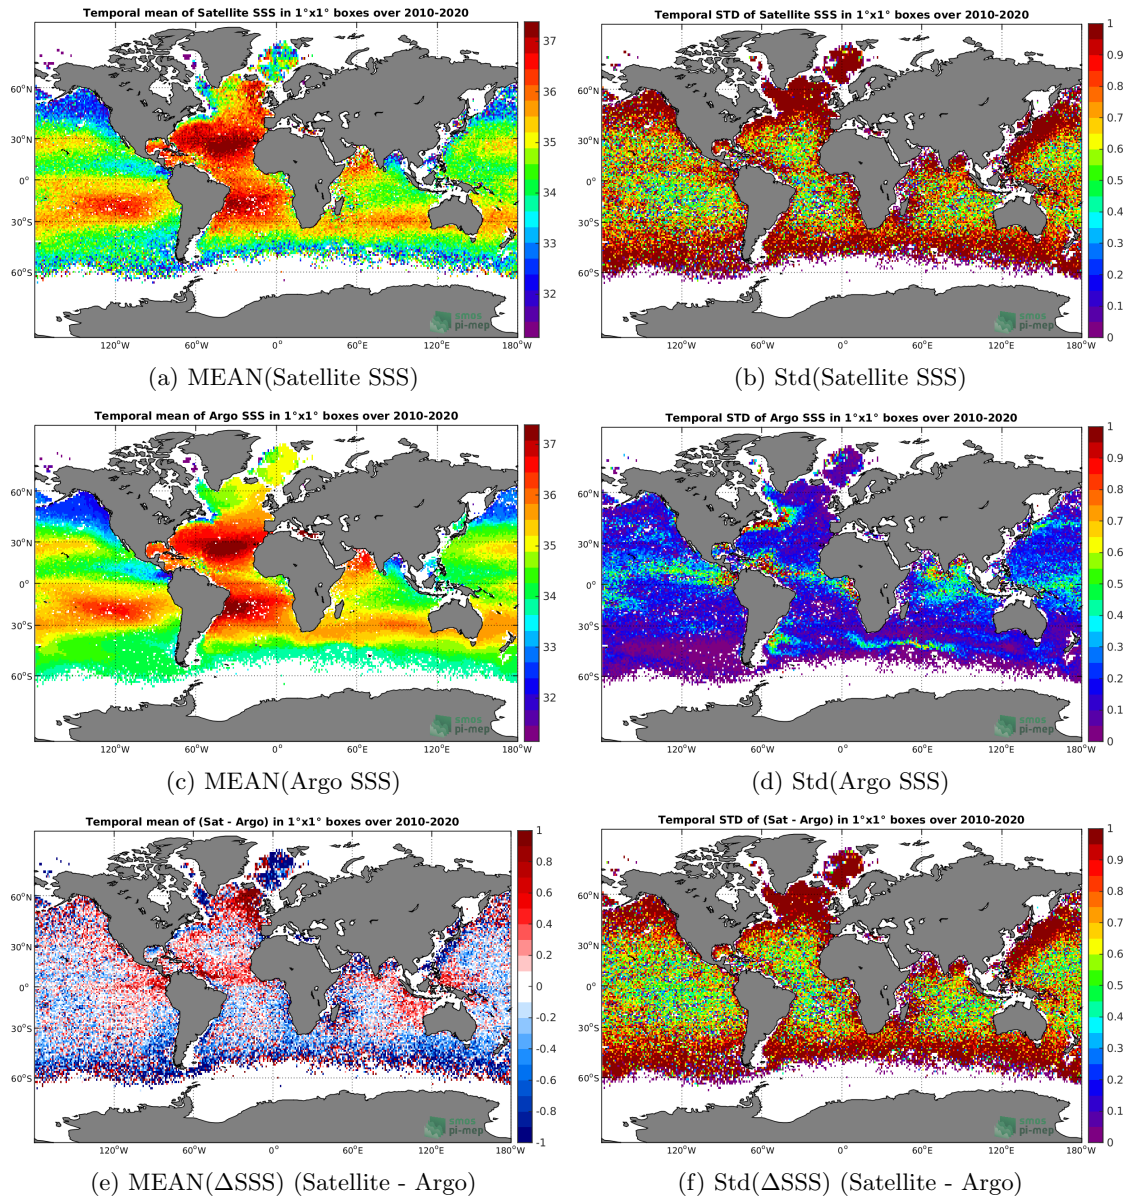 Temporal mean of Satellite SSS in 1°x1° boxes over 2010-2020
60°N
30°N
0°
30°S
60°S
120°W
60°W
0°
60°E
120°E
180°W
37
36
35
34
33
32
smos
pi-mep
(a) MEAN(Satellite SSS)
Temporal STD of Satellite SSS in 1°x1° boxes over 2010-2020
60°N
30°N
0°
30°S
60°S
120°W
60°W
0°
60°E
120°E
180°W
1
0.9
0.8
0.7
0.6
0.5
0.4
0.3
0.2
0.1
0
smos
pi-mep
(b) Std(Satellite SSS)
Temporal mean of Argo SSS in 1°x1° boxes over 2010-2020
60°N
30°N
0°
30°S
60°S
120°W
60°W
0°
60°E
120°E
180°W
37
36
35
34
33
32
smos
pi-mep
(c) MEAN(Argo SSS)
Temporal STD of Argo SSS in 1°x1° boxes over 2010-2020
60°N
30°N
0°
30°S
60°S
120°W
60°W
0°
60°E
120°E
180°W
1
0.9
0.8
0.7
0.6
0.5
0.4
0.3
0.2
0.1
0
smos
pi-mep
(d) Std(Argo SSS)
Temporal mean of (Sat - Argo) in 1°x1° boxes over 2010-2020
60°N
30°N
0°
30°S
60°S
120°W
60°W
0°
60°E
120°E
180°W
1
0.8
0.6
0.4
0.2
0
-0.2
-0.4
-0.6
-0.8
-1
smos
pi-mep
(e) MEAN(ΔSSS) (Satellite - Argo)
Temporal STD of (Sat - Argo) in 1°x1° boxes over 2010-2020
60°N
30°N
0°
30°S
60°S
120°W
60°W
0°
60°E
120°E
180°W
1
0.9
0.8
0.7
0.6
0.5
0.4
0.3
0.2
0.1
0
smos
pi-mep
(f) Std(ΔSSS) (Satellite - Argo)